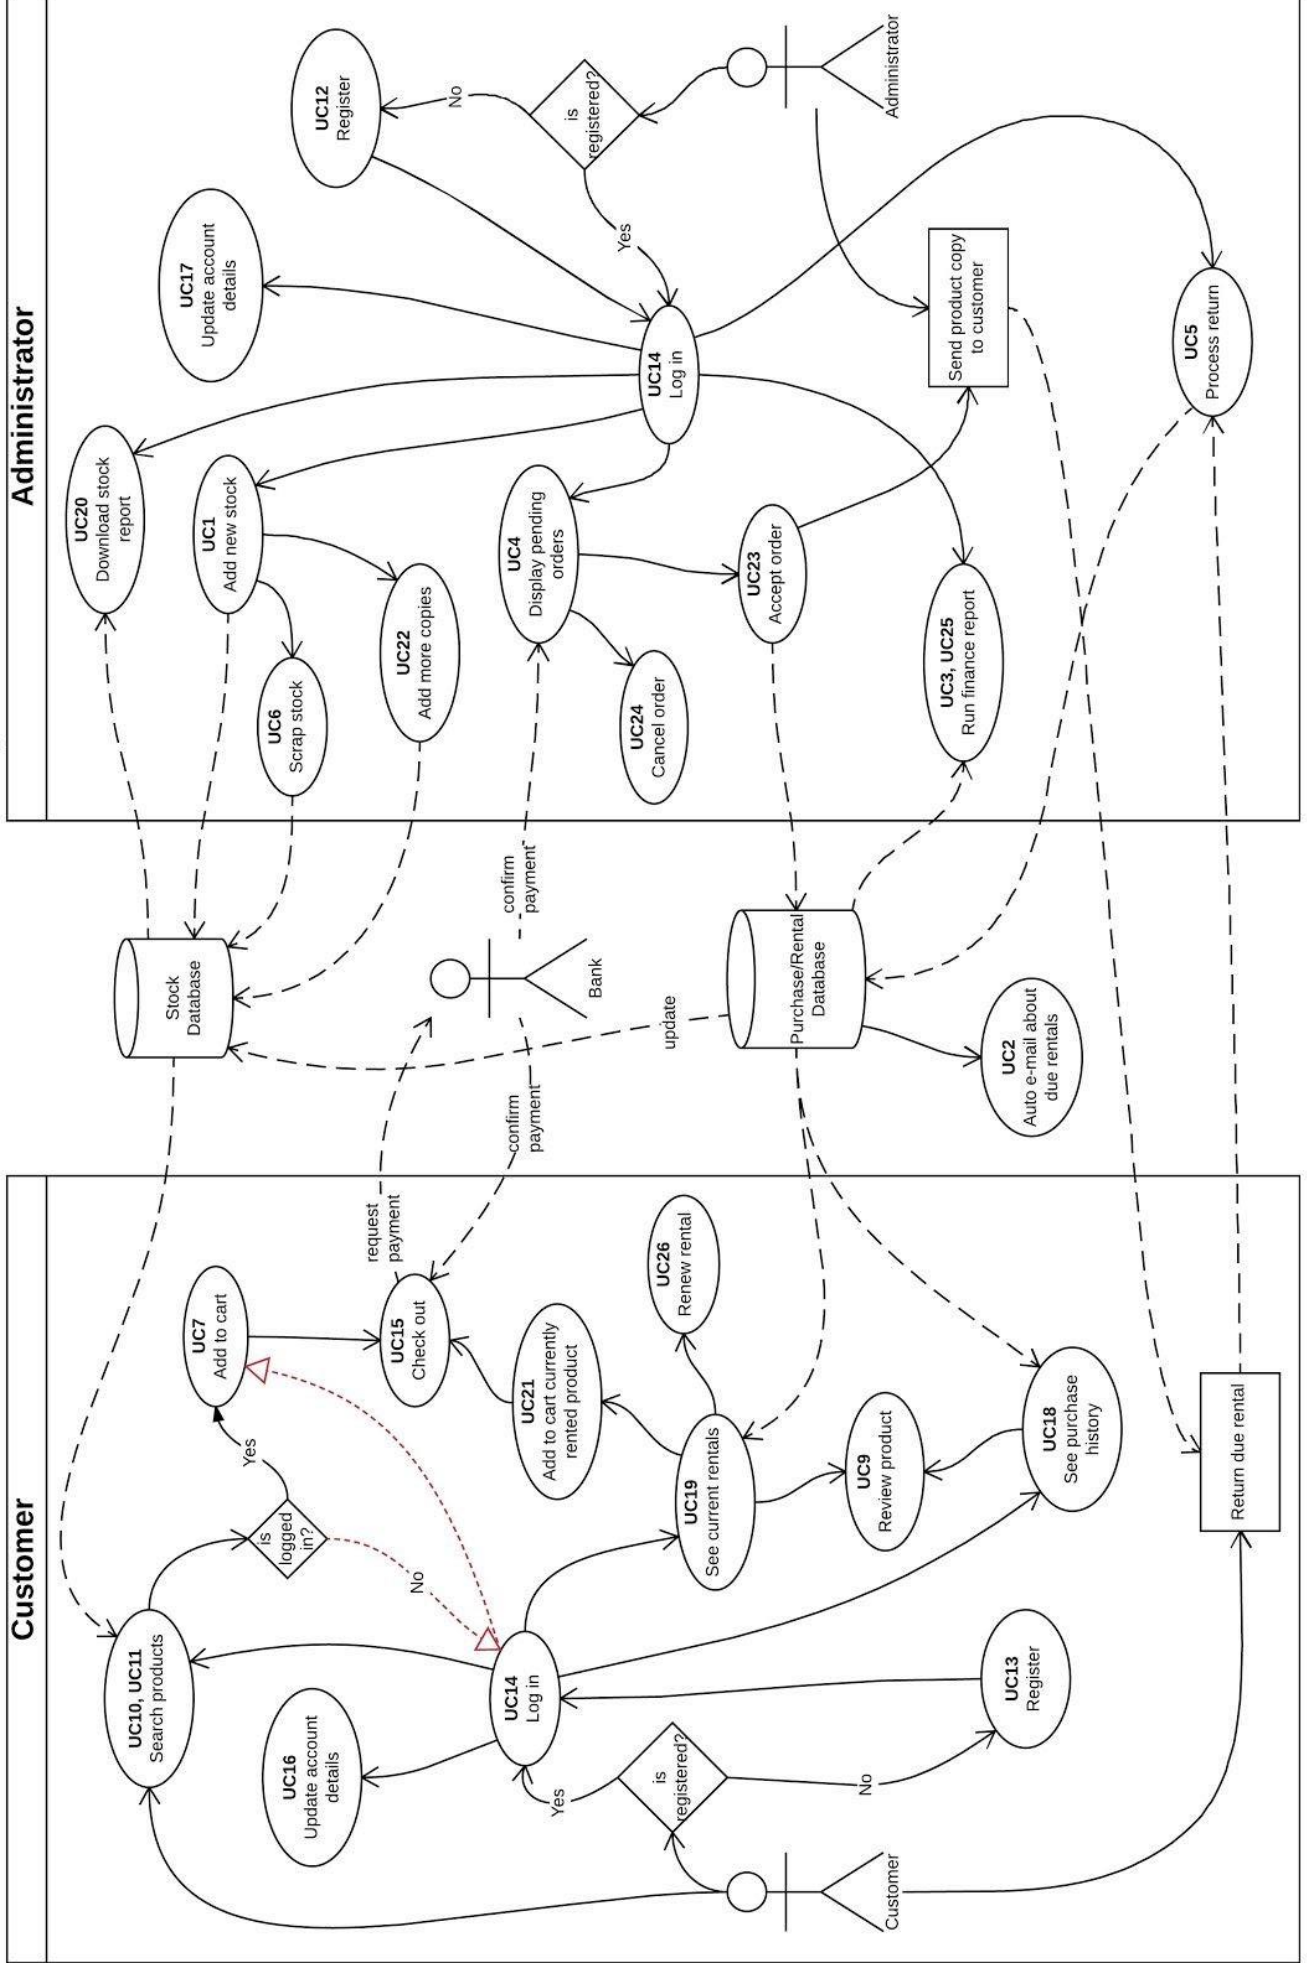 Customer
UC10, UC11
Search products
is
logged
in?
Yes
No
UC7
Add to cart
UC16
Update account
details
UC14
Log in
request
payment
UC15
Check out
UC21
Add to cart currently
rented product
Yes
is
registered?
No
UC19
See current rentals
UC26
Renew rental
UC9
Review product
Customer
UC13
Register
UC18
See purchase
history
Return due rental
Stock
Database
confirm
payment
confirm
payment
Bank
update
Purchase/Rental
Database
UC2
Auto e-mail about
due rentals
Administrator
UC20
Download stock
report
UC1
Add new stock
UC17
Update account
details
UC6
Scrap stock
UC12
Register
UC22
Add more copies
No
UC4
Display pending
orders
is
registered?
Yes
UC24
Cancel order
UC14
Log in
UC23
Accept order
Administrator
UC3, UC25
Run finance report
Send product copy
to customer
UC5
Process return